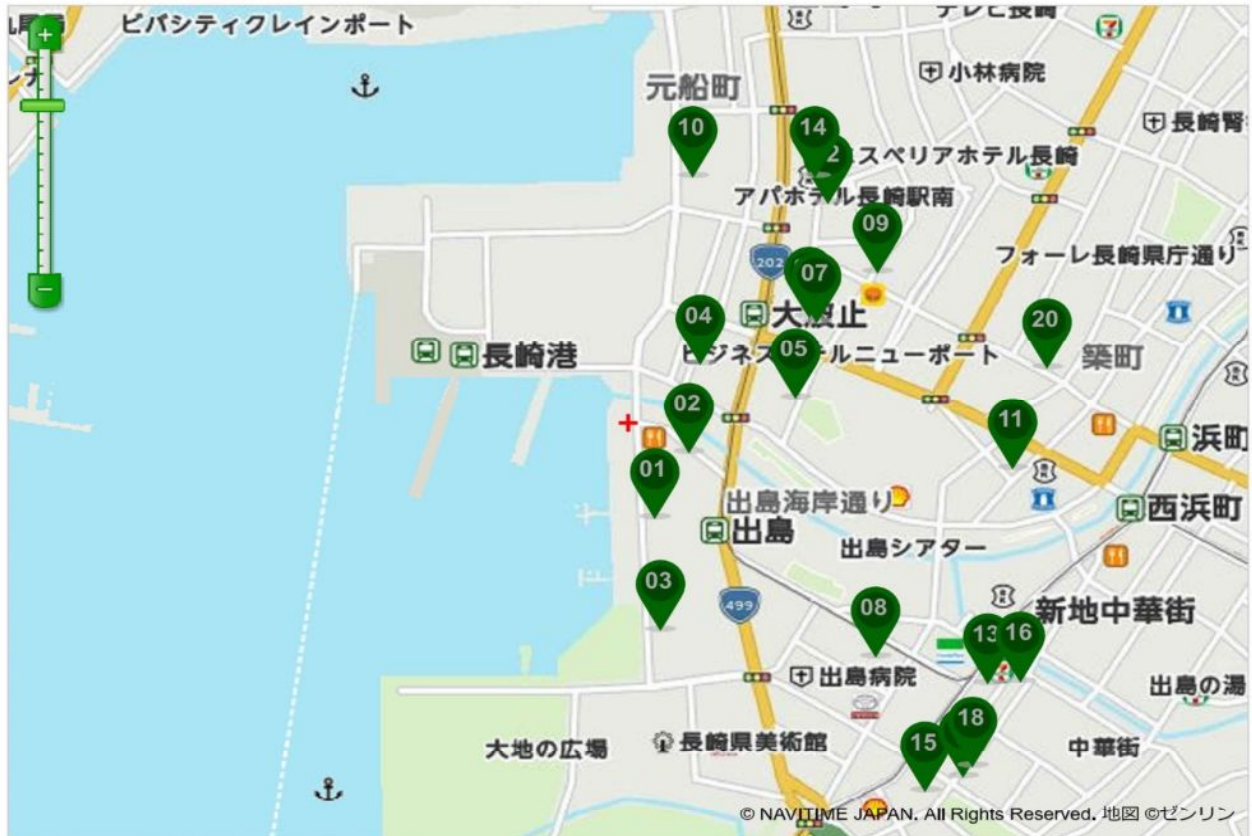 ビバシティクレインポート
テレビ長崎
元船町
小林病院
10
14
長崎腎
2
スペリアホテル長崎
アパホテル長崎駅南
09
フォーレ長崎県庁通り
202
07
大波止
04
20
長崎港
ビジネスホテルニューポート
05
築町
02
11
浜町
01
出島海岸通り
西浜町
出島
出島シアター
03
499
08
新地中華街
13
16
出島病院
出島の湯
18
15
大地の広場
長崎県美術館
中華街
© NAVITIME JAPAN. All Rights Reserved. 地図 ©ゼンリン